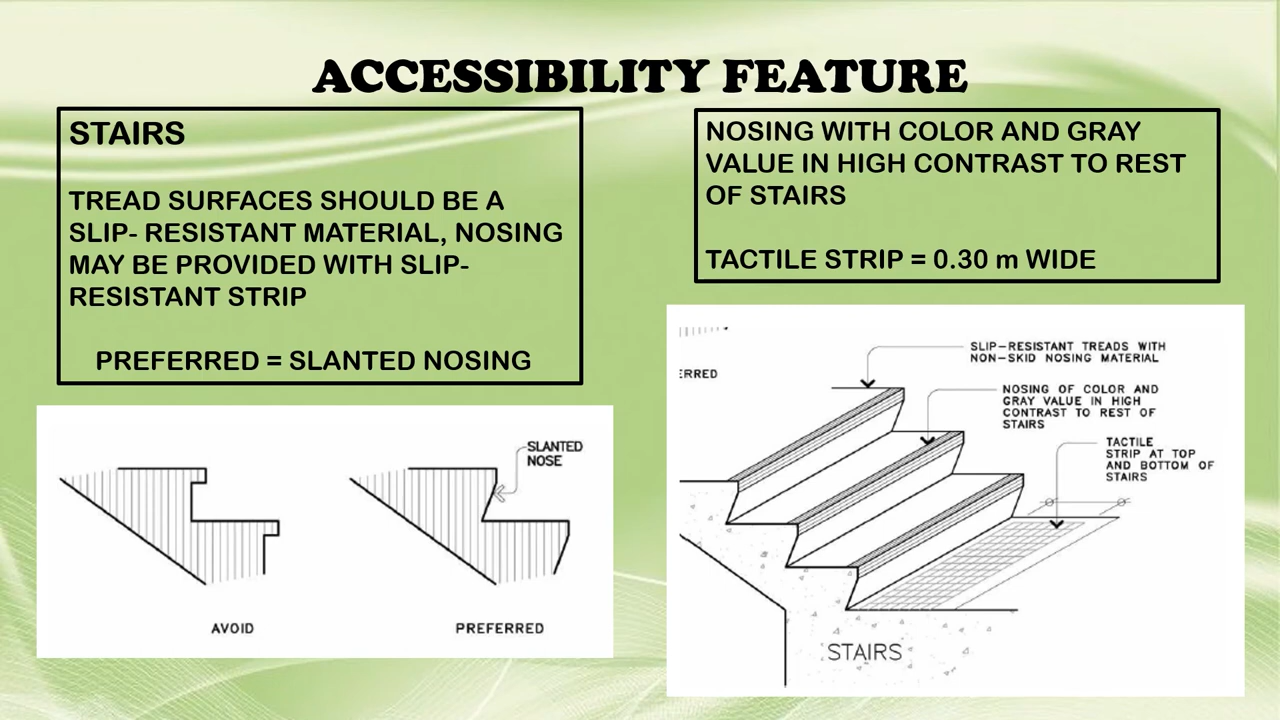 ACCESSIBILITY FEATURE
STAIRS
TREAD SURFACES SHOULD BE A
SLIP- RESISTANT MATERIAL, NOSING
MAY BE PROVIDED WITH SLIP-
RESISTANT STRIP
PREFERRED = SLANTED NOSING
NOSING WITH COLOR AND GRAY
VALUE IN HIGH CONTRAST TO REST
OF STAIRS
TACTILE STRIP = 0.30 m WIDE
SLANTED
NOSE
AVOID
PREFERRED
ERRED
SLIP-RESISTANT TREADS WITH
NON-SKID NOSING MATERIAL
NOSING OF COLOR AND
GRAY VALUE IN HIGH
CONTRAST TO REST OF
STAIRS
TACTILE
STRIP AT TOP
AND BOTTOM OF
STAIRS
STAIRS